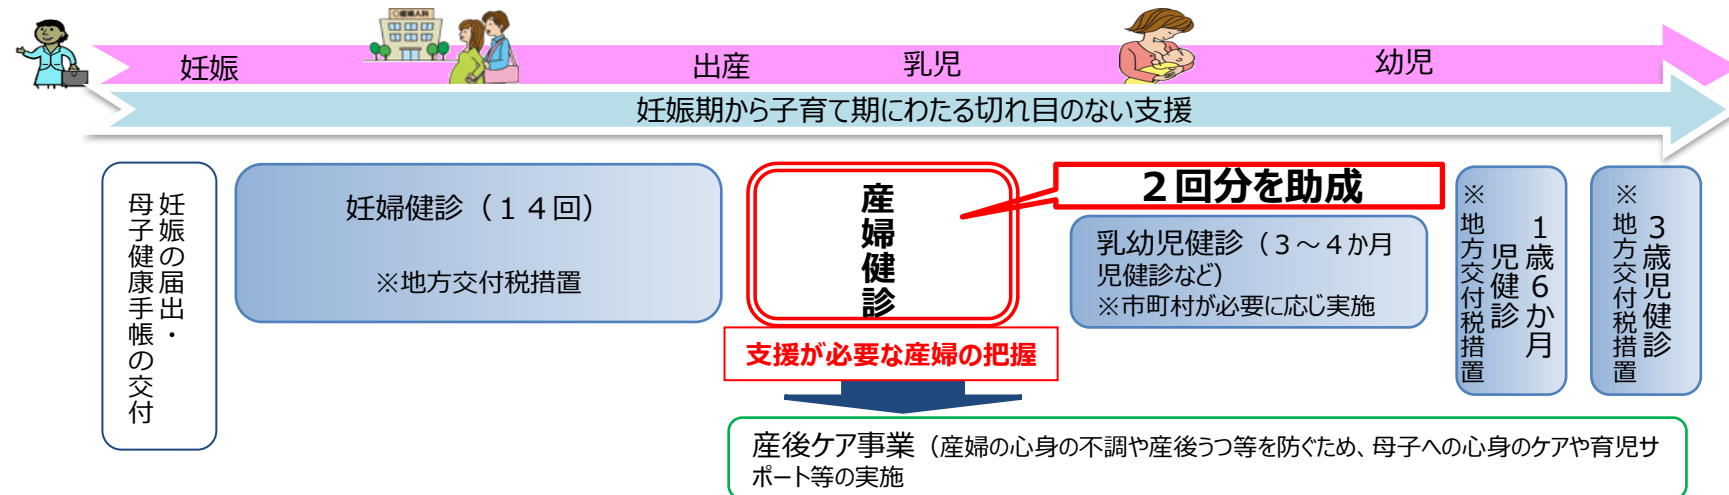 ○産婦人科
妊娠
出産
乳児
幼児
妊娠期から子育て期にわたる切れ目のない支援
妊娠の届出・
母子健康手帳の交付
妊婦健診（１４回）
※地方交付税措置
産婦健診
２回分を助成
支援が必要な産婦の把握
乳幼児健診（３～４か月
児健診など）
※市町村が必要に応じ実施
１歳６か月
児健診
※地方交付税措置
３歳児健診
※地方交付税措置
産後ケア事業（産婦の心身の不調や産後うつ等を防ぐため、母子への心身のケアや育児サ
ポート等の実施